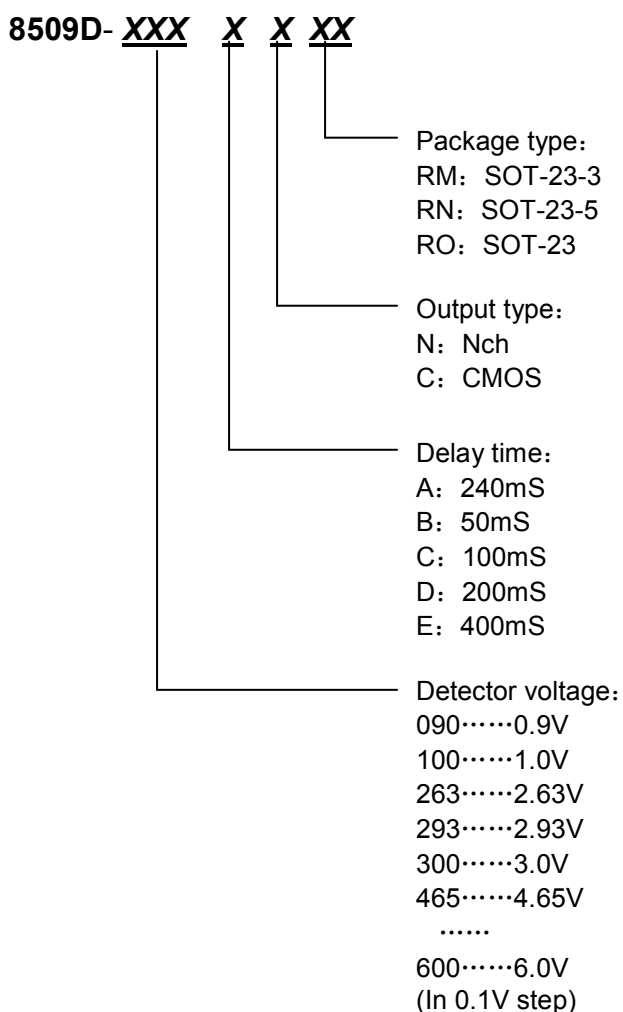 8509D- XXX X X XX
Package type：
RM：SOT-23-3
RN：SOT-23-5
RO：SOT-23
Output type：
N：Nch
C：CMOS
Delay time：
A：240mS
B：50mS
C：100mS
D：200mS
E：400mS
Detector voltage：
090……0.9V
100……1.0V
263……2.63V
293……2.93V
300……3.0V
465……4.65V
……
600……6.0V
(In 0.1V step)